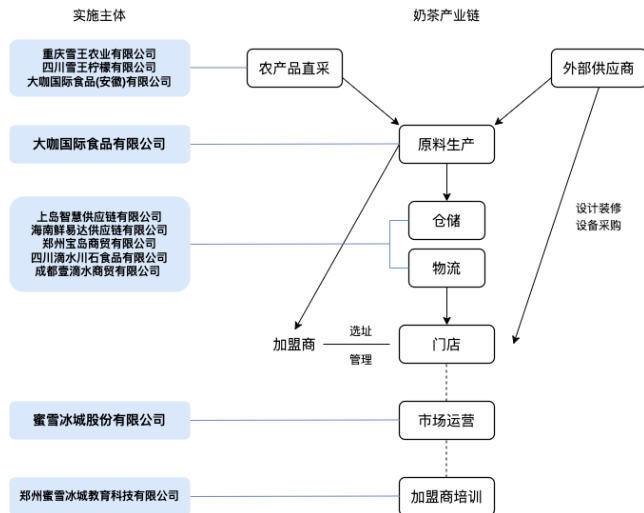 实施主体
奶茶产业链
重庆雪王农业有限公司
四川雪王柠檬有限公司
大咖国际食品(安徽)有限公司
农产品直采
外部供应商
大咖国际食品有限公司
原料生产
上岛智慧供应链有限公司
海南鲜易达供应链有限公司
郑州宝岛商贸有限公司
四川滴水川石食品有限公司
成都壹滴水商贸有限公司
仓储
物流
设计装修
设备采购
加盟商
选址
管理
门店
蜜雪冰城股份有限公司
市场运营
郑州蜜雪冰城教育科技有限公司
加盟商培训